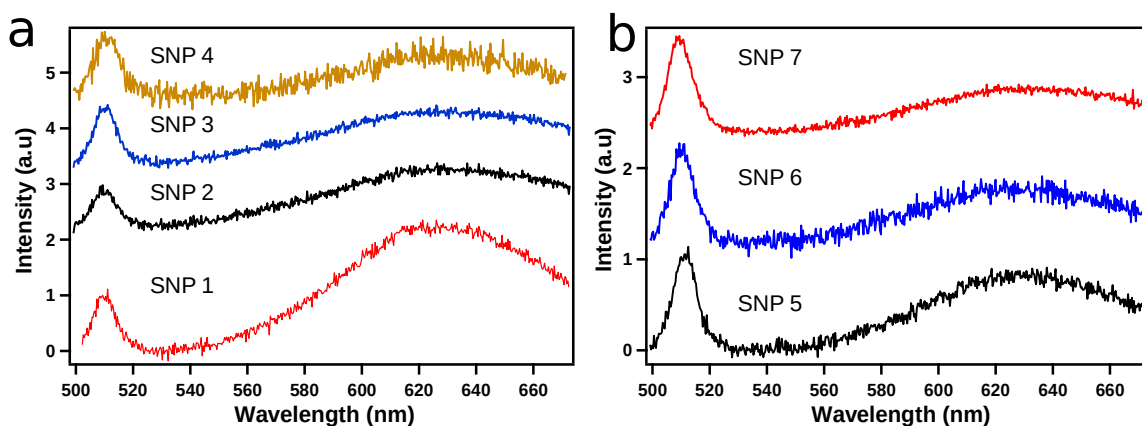 a
SNP 4
SNP 3
SNP 2
SNP 1
5
4
3
2
1
0
Intensity (a.u)
500 520 540 560 580 600 620 640 660
Wavelength (nm)
b
SNP 7
SNP 6
SNP 5
3
2
1
0
Intensity (a.u)
500 520 540 560 580 600 620 640 660
Wavelength (nm)